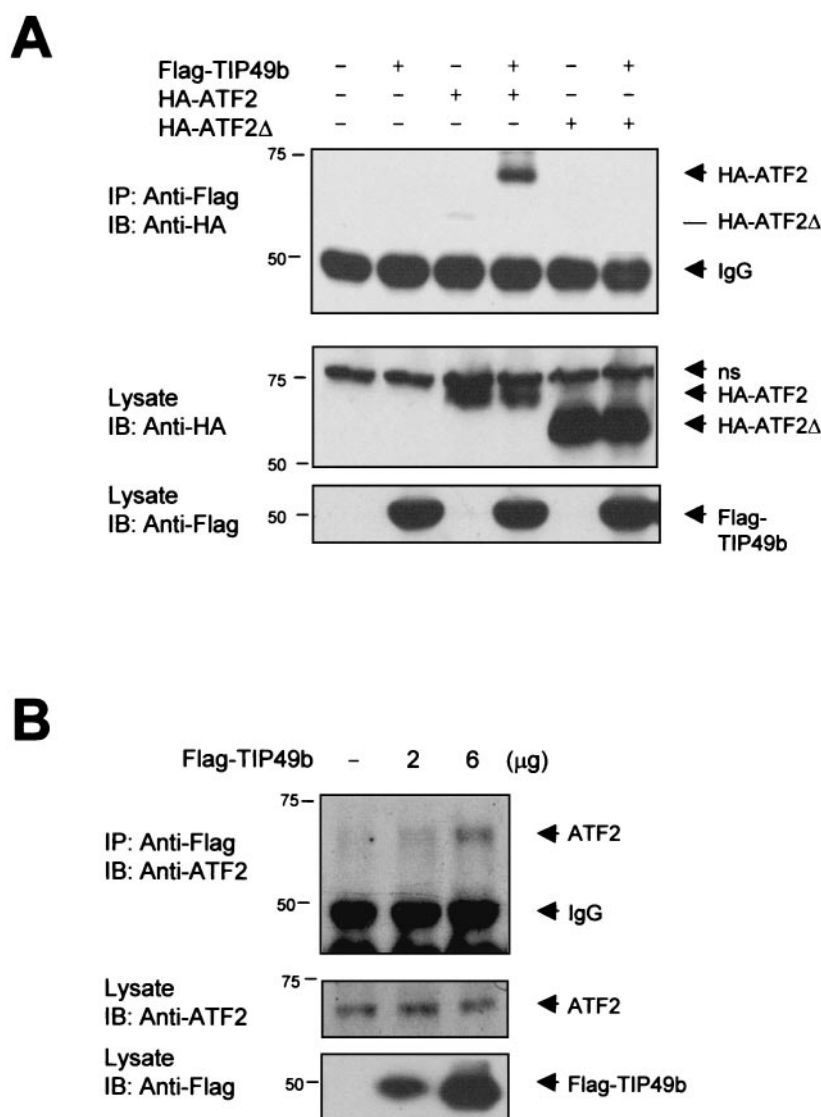 A
Flag-TIP49b – + – + – +
HA-ATF2 – – + + – –
HA-ATF2Δ – – – – + +
75
IP: Anti-Flag
IB: Anti-HA
50
HA-ATF2
HA-ATF2Δ
IgG
Lysate
IB: Anti-HA
75
50
ns
HA-ATF2
HA-ATF2Δ
Lysate
IB: Anti-Flag
50
Flag-
TIP49b
B
Flag-TIP49b – 2 6 (μg)
75
IP: Anti-Flag
IB: Anti-ATF2
50
ATF2
IgG
75
Lysate
IB: Anti-ATF2
ATF2
Lysate
IB: Anti-Flag
50
Flag-TIP49b